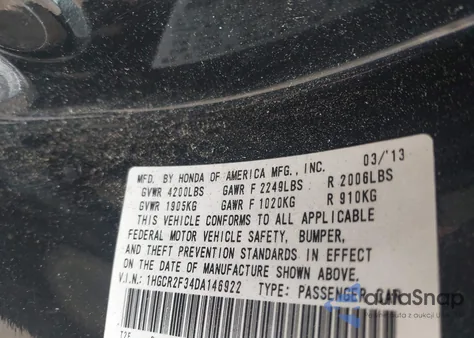 MFD. BY HONDA OF AMERICA MFG., INC. 03/'13
GVWR 4200LBS GAWR F 2249LBS R 2006LBS
GVWR 1905KG GAWR F 1020KG R 910KG
THIS VEHICLE CONFORMS TO ALL APPLICABLE
FEDERAL MOTOR VEHICLE SAFETY, BUMPER,
AND THEFT PREVENTION STANDARDS IN EFFECT
ON THE DATE OF MANUFACTURE SHOWN ABOVE.
V.I.N.: 1HGCR2F34DA146922 TYPE: PASSENGER CAR
autaSnap